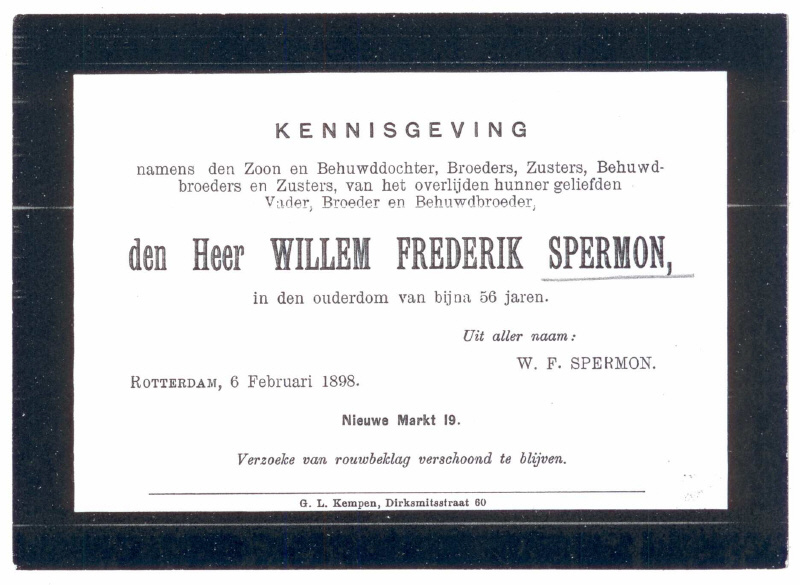 KENNISGEVING
namens den Zoon en Behuwddochter, Broeders, Zusters, Behuwd-
broeders en Zusters, van het overlijden hunner geliefden
Vader, Broeder en Behuwdbroeder,
den Heer WILLEM FREDERIK SPERMON,
in den ouderdom van bijna 56 jaren.
Uit aller naam:
W. F. SPERMON.
ROTTERDAM, 6 Februari 1898.
Nieuwe Markt 19.
Verzoeke van rouwbeklag verschoond te blijven.
G. L. Kempen, Dirksmitsstraat 60